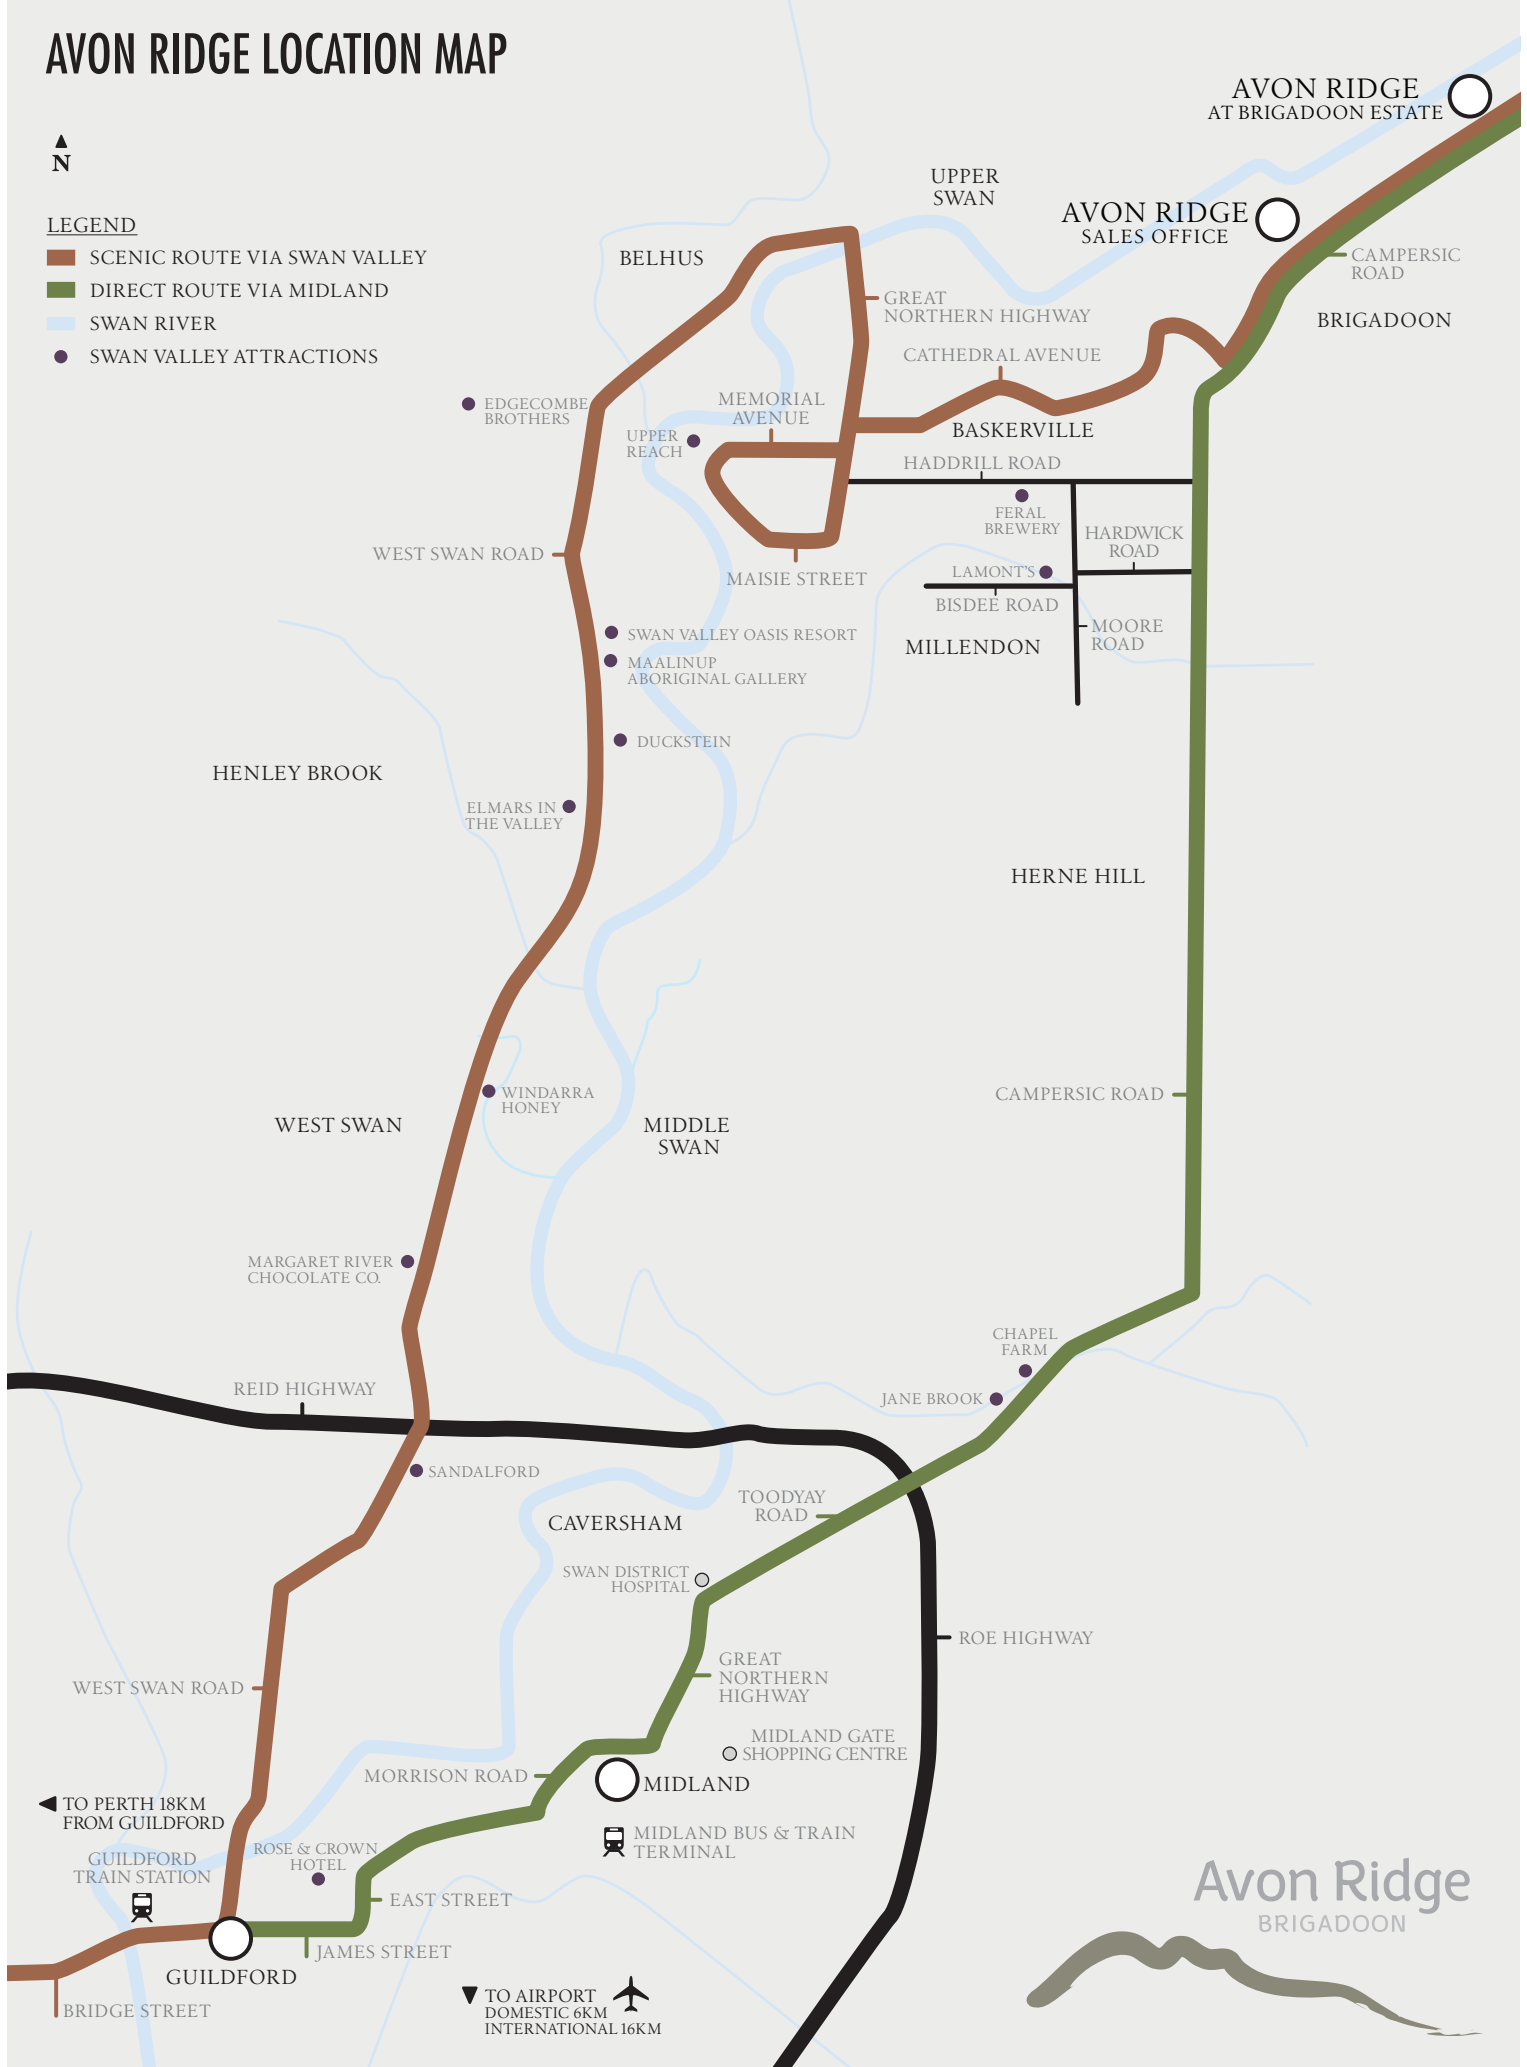 AVON RIDGE LOCATION MAP
N
LEGEND
SCENIC ROUTE VIA SWAN VALLEY
DIRECT ROUTE VIA MIDLAND
SWAN RIVER
SWAN VALLEY ATTRACTIONS
AVON RIDGE
AT BRIGADOON ESTATE
UPPER
SWAN
AVON RIDGE
SALES OFFICE
BELHUS
CAMPERSIC
ROAD
GREAT
NORTHERN HIGHWAY
BRIGADOON
CATHEDRAL AVENUE
EDGECOMBE
BROTHERS
MEMORIAL
AVENUE
UPPER
REACH
BASKERVILLE
HADDRILL ROAD
FERAL
BREWERY
HARDWICK
ROAD
WEST SWAN ROAD
MAISIE STREET
LAMONT'S
BISDEE ROAD
MOORE
ROAD
MILLENDON
SWAN VALLEY OASIS RESORT
MAALINUP
ABORIGINAL GALLERY
DUCKSTEIN
HENLEY BROOK
ELMARS IN
THE VALLEY
HERNE HILL
WINDARRA
HONEY
CAMPERSIC ROAD
WEST SWAN
MIDDLE
SWAN
MARGARET RIVER
CHOCOLATE CO.
CHAPEL
FARM
JANE BROOK
REID HIGHWAY
SANDALFORD
TOODYAY
ROAD
CAVERSHAM
SWAN DISTRICT
HOSPITAL
ROE HIGHWAY
GREAT
NORTHERN
HIGHWAY
WEST SWAN ROAD
MIDLAND GATE
SHOPPING CENTRE
MORRISON ROAD
MIDLAND
TO PERTH 18KM
FROM GUILDFORD
MIDLAND BUS & TRAIN
TERMINAL
ROSE & CROWN
HOTEL
GUILDFORD
TRAIN STATION
EAST STREET
JAMES STREET
GUILDFORD
BRIDGE STREET
TO AIRPORT
DOMESTIC 6KM
INTERNATIONAL 16KM
Avon Ridge
BRIGADOON